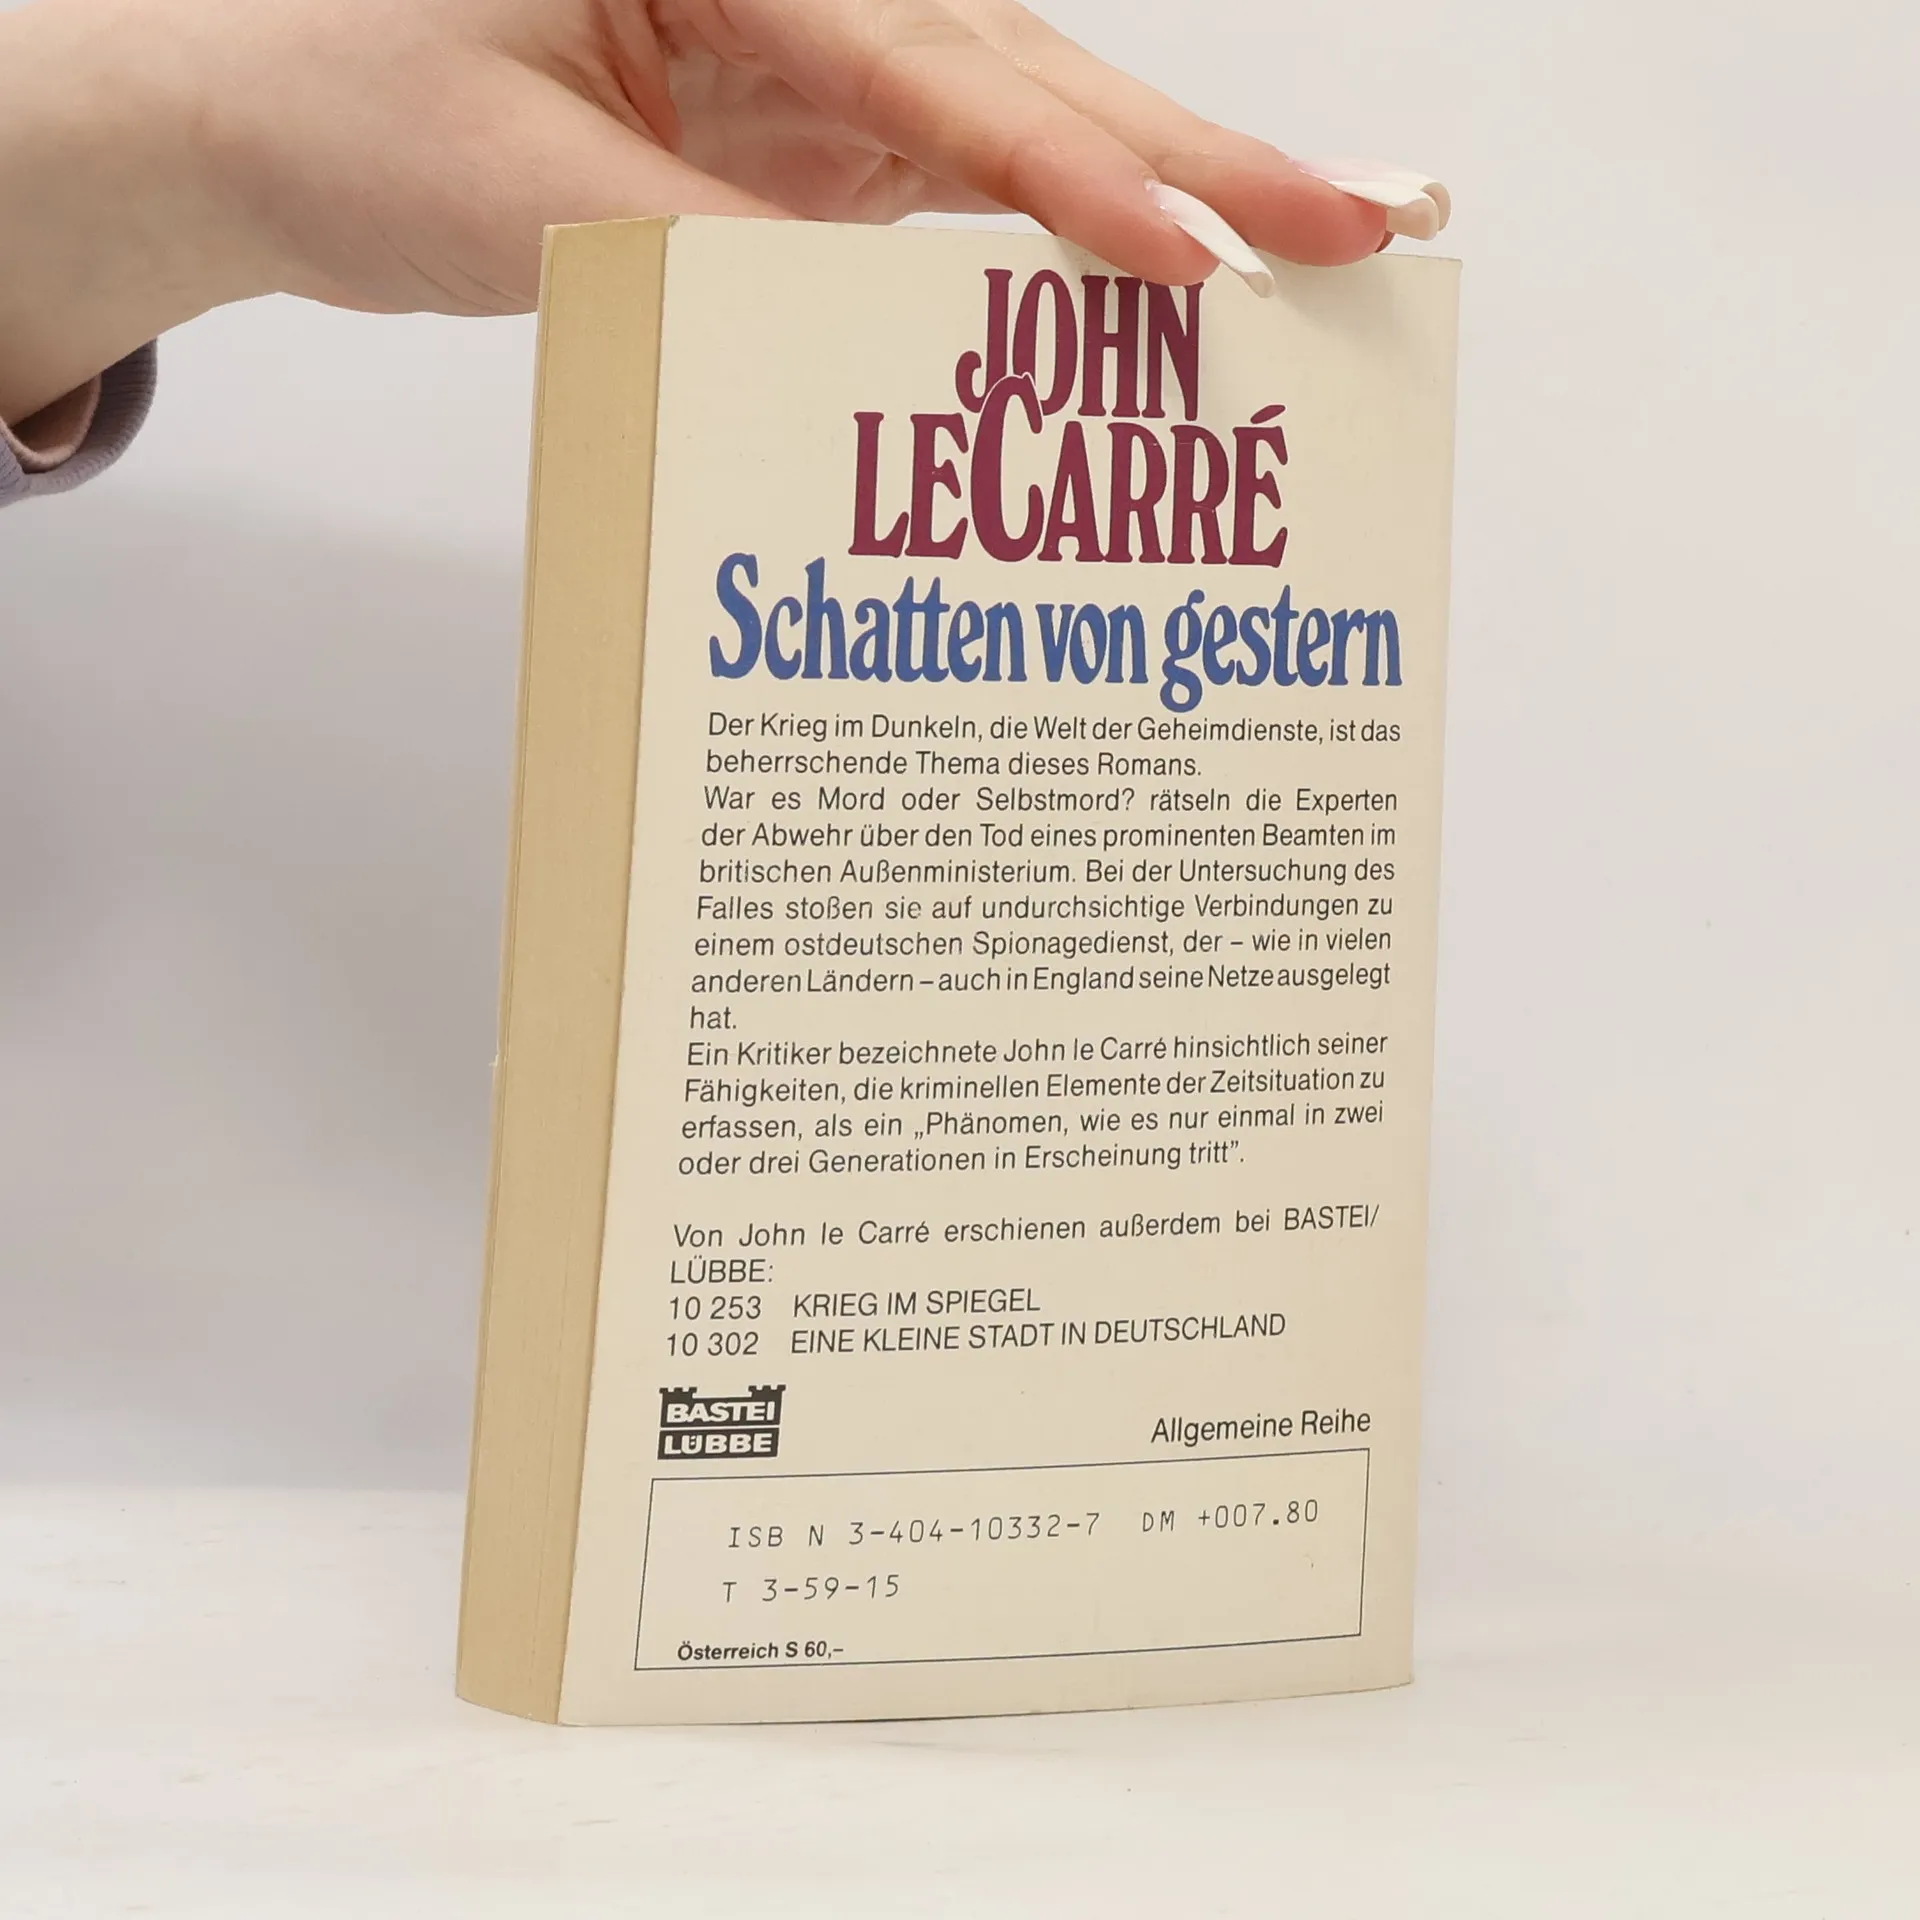 JOHN
LECARRÉ
Schatten von gestern
Der Krieg im Dunkeln, die Welt der Geheimdienste, ist das
beherrschende Thema dieses Romans.
War es Mord oder Selbstmord? rätseln die Experten
der Abwehr über den Tod eines prominenten Beamten im
britischen Außenministerium. Bei der Untersuchung des
Falles stoßen sie auf undurchsichtige Verbindungen zu
einem ostdeutschen Spionagedienst, der – wie in vielen
anderen Ländern – auch in England seine Netze ausgelegt
hat.
Ein Kritiker bezeichnete John le Carré hinsichtlich seiner
Fähigkeiten, die kriminellen Elemente der Zeitsituation zu
erfassen, als ein „Phänomen, wie es nur einmal in zwei
oder drei Generationen in Erscheinung tritt”.
Von John le Carré erschienen außerdem bei BASTEI/
LÜBBE:
10 253 KRIEG IM SPIEGEL
10 302 EINE KLEINE STADT IN DEUTSCHLAND
BASTEI
LÜBBE
Allgemeine Reihe
ISB N 3-404-10332-7 DM +007.80
T 3-59-15
Österreich S 60,–